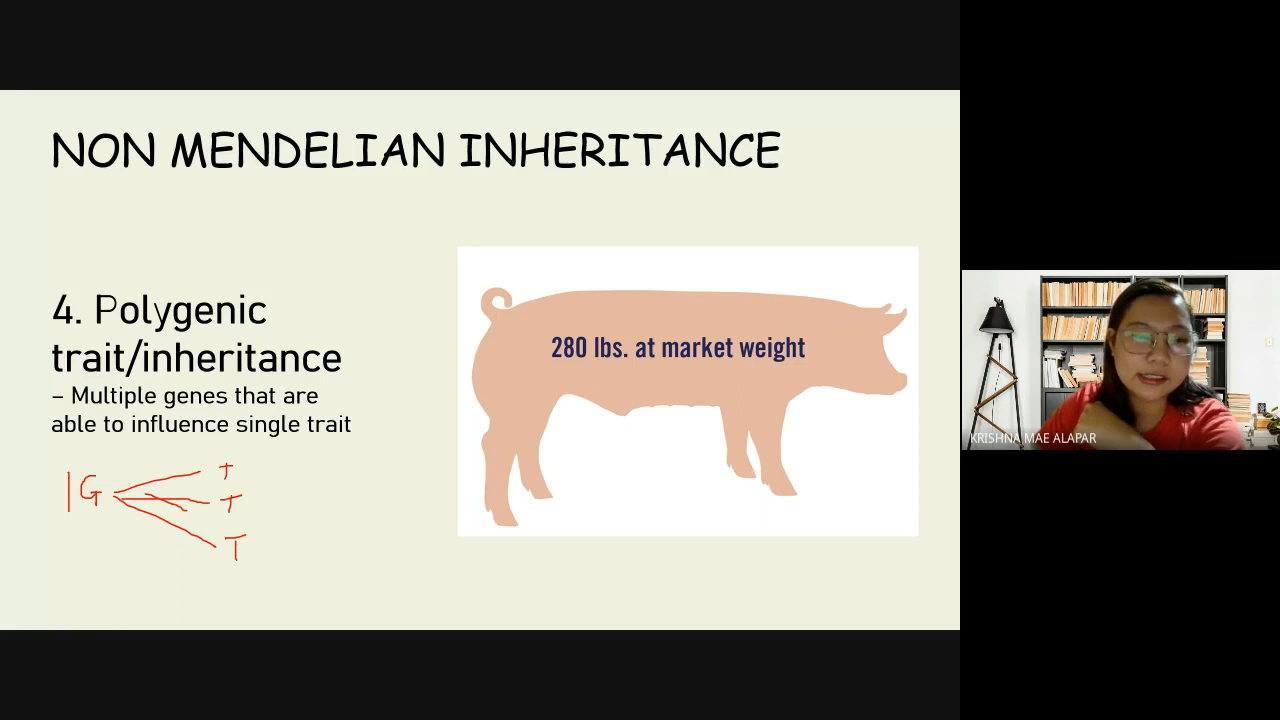 NON MENDELIAN INHERITANCE
4. Polygenic
trait/inheritance
– Multiple genes that are
able to influence single trait
280 lbs. at market weight
1G
T
T
T
KRISHNA MAE ALAPAR